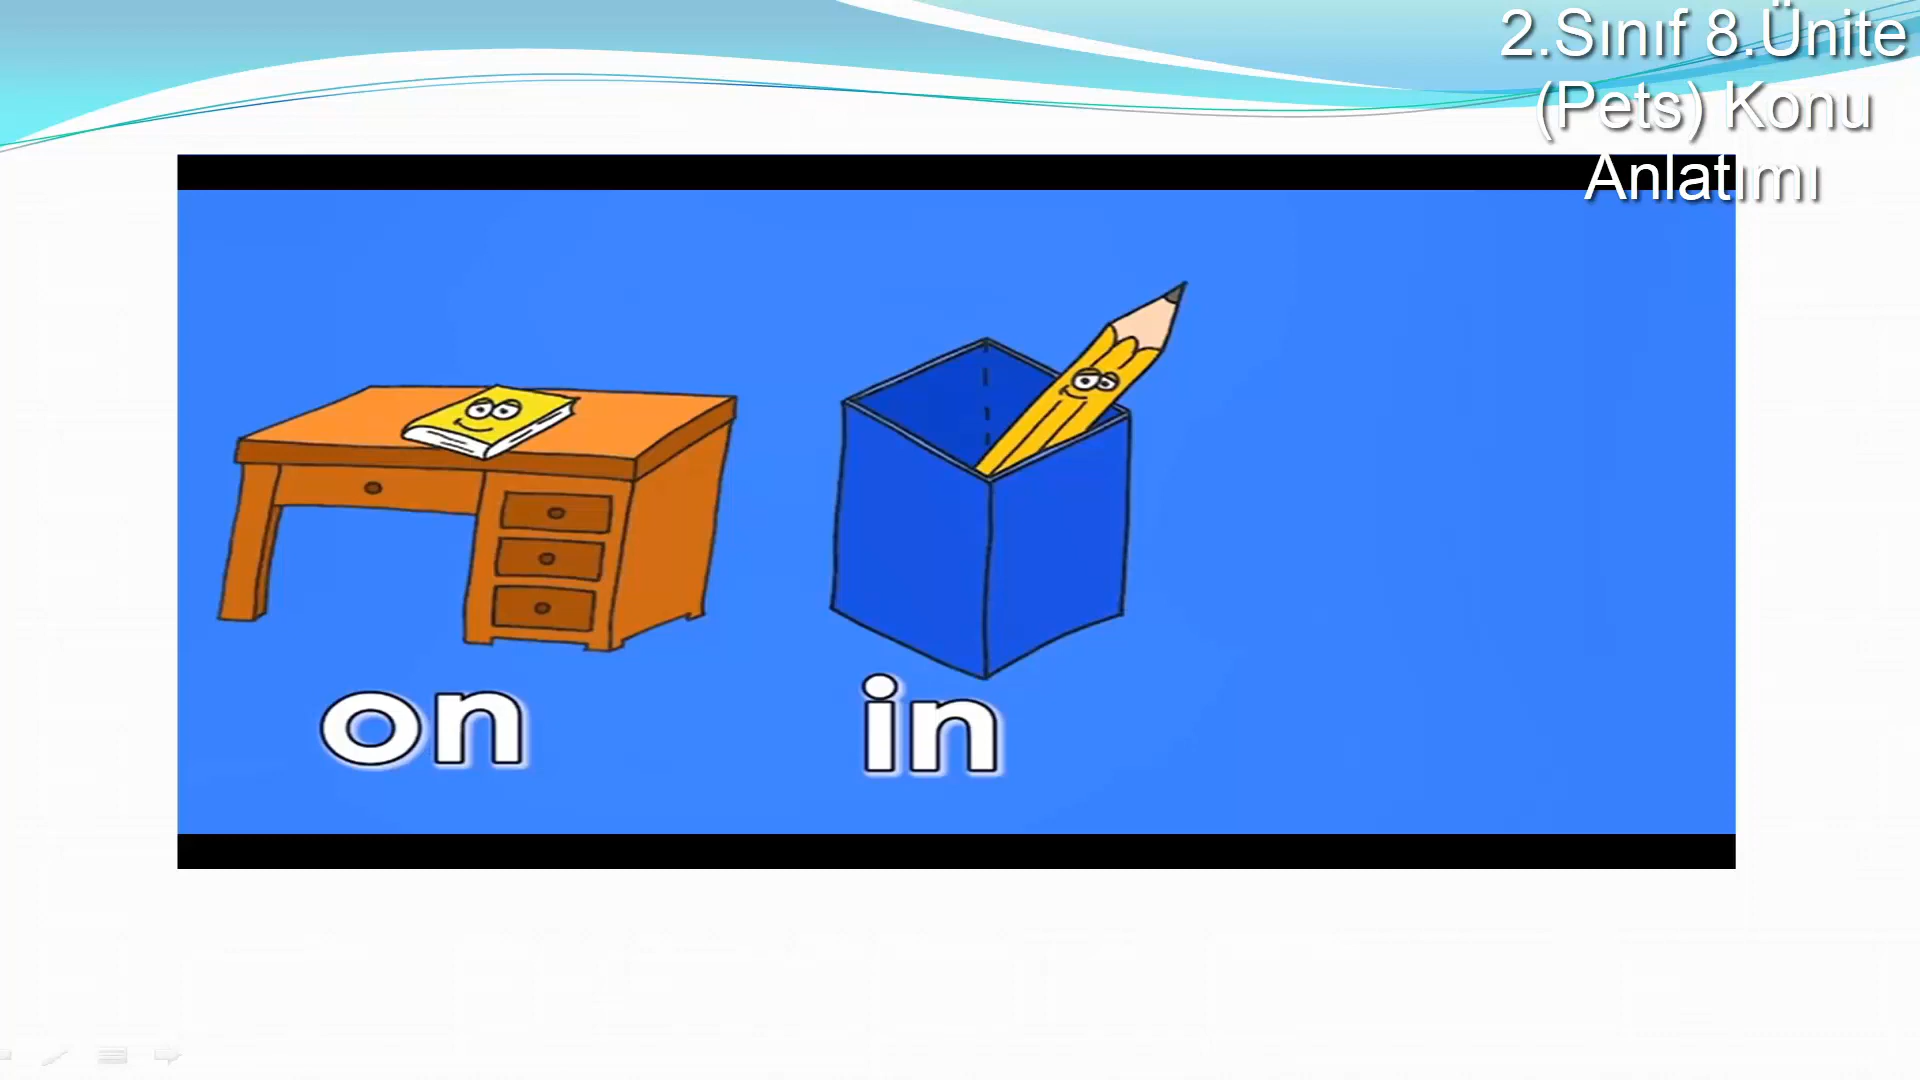 2.Sınıf 8.Ünite
(Pets) Konu
Anlatımı
on
in